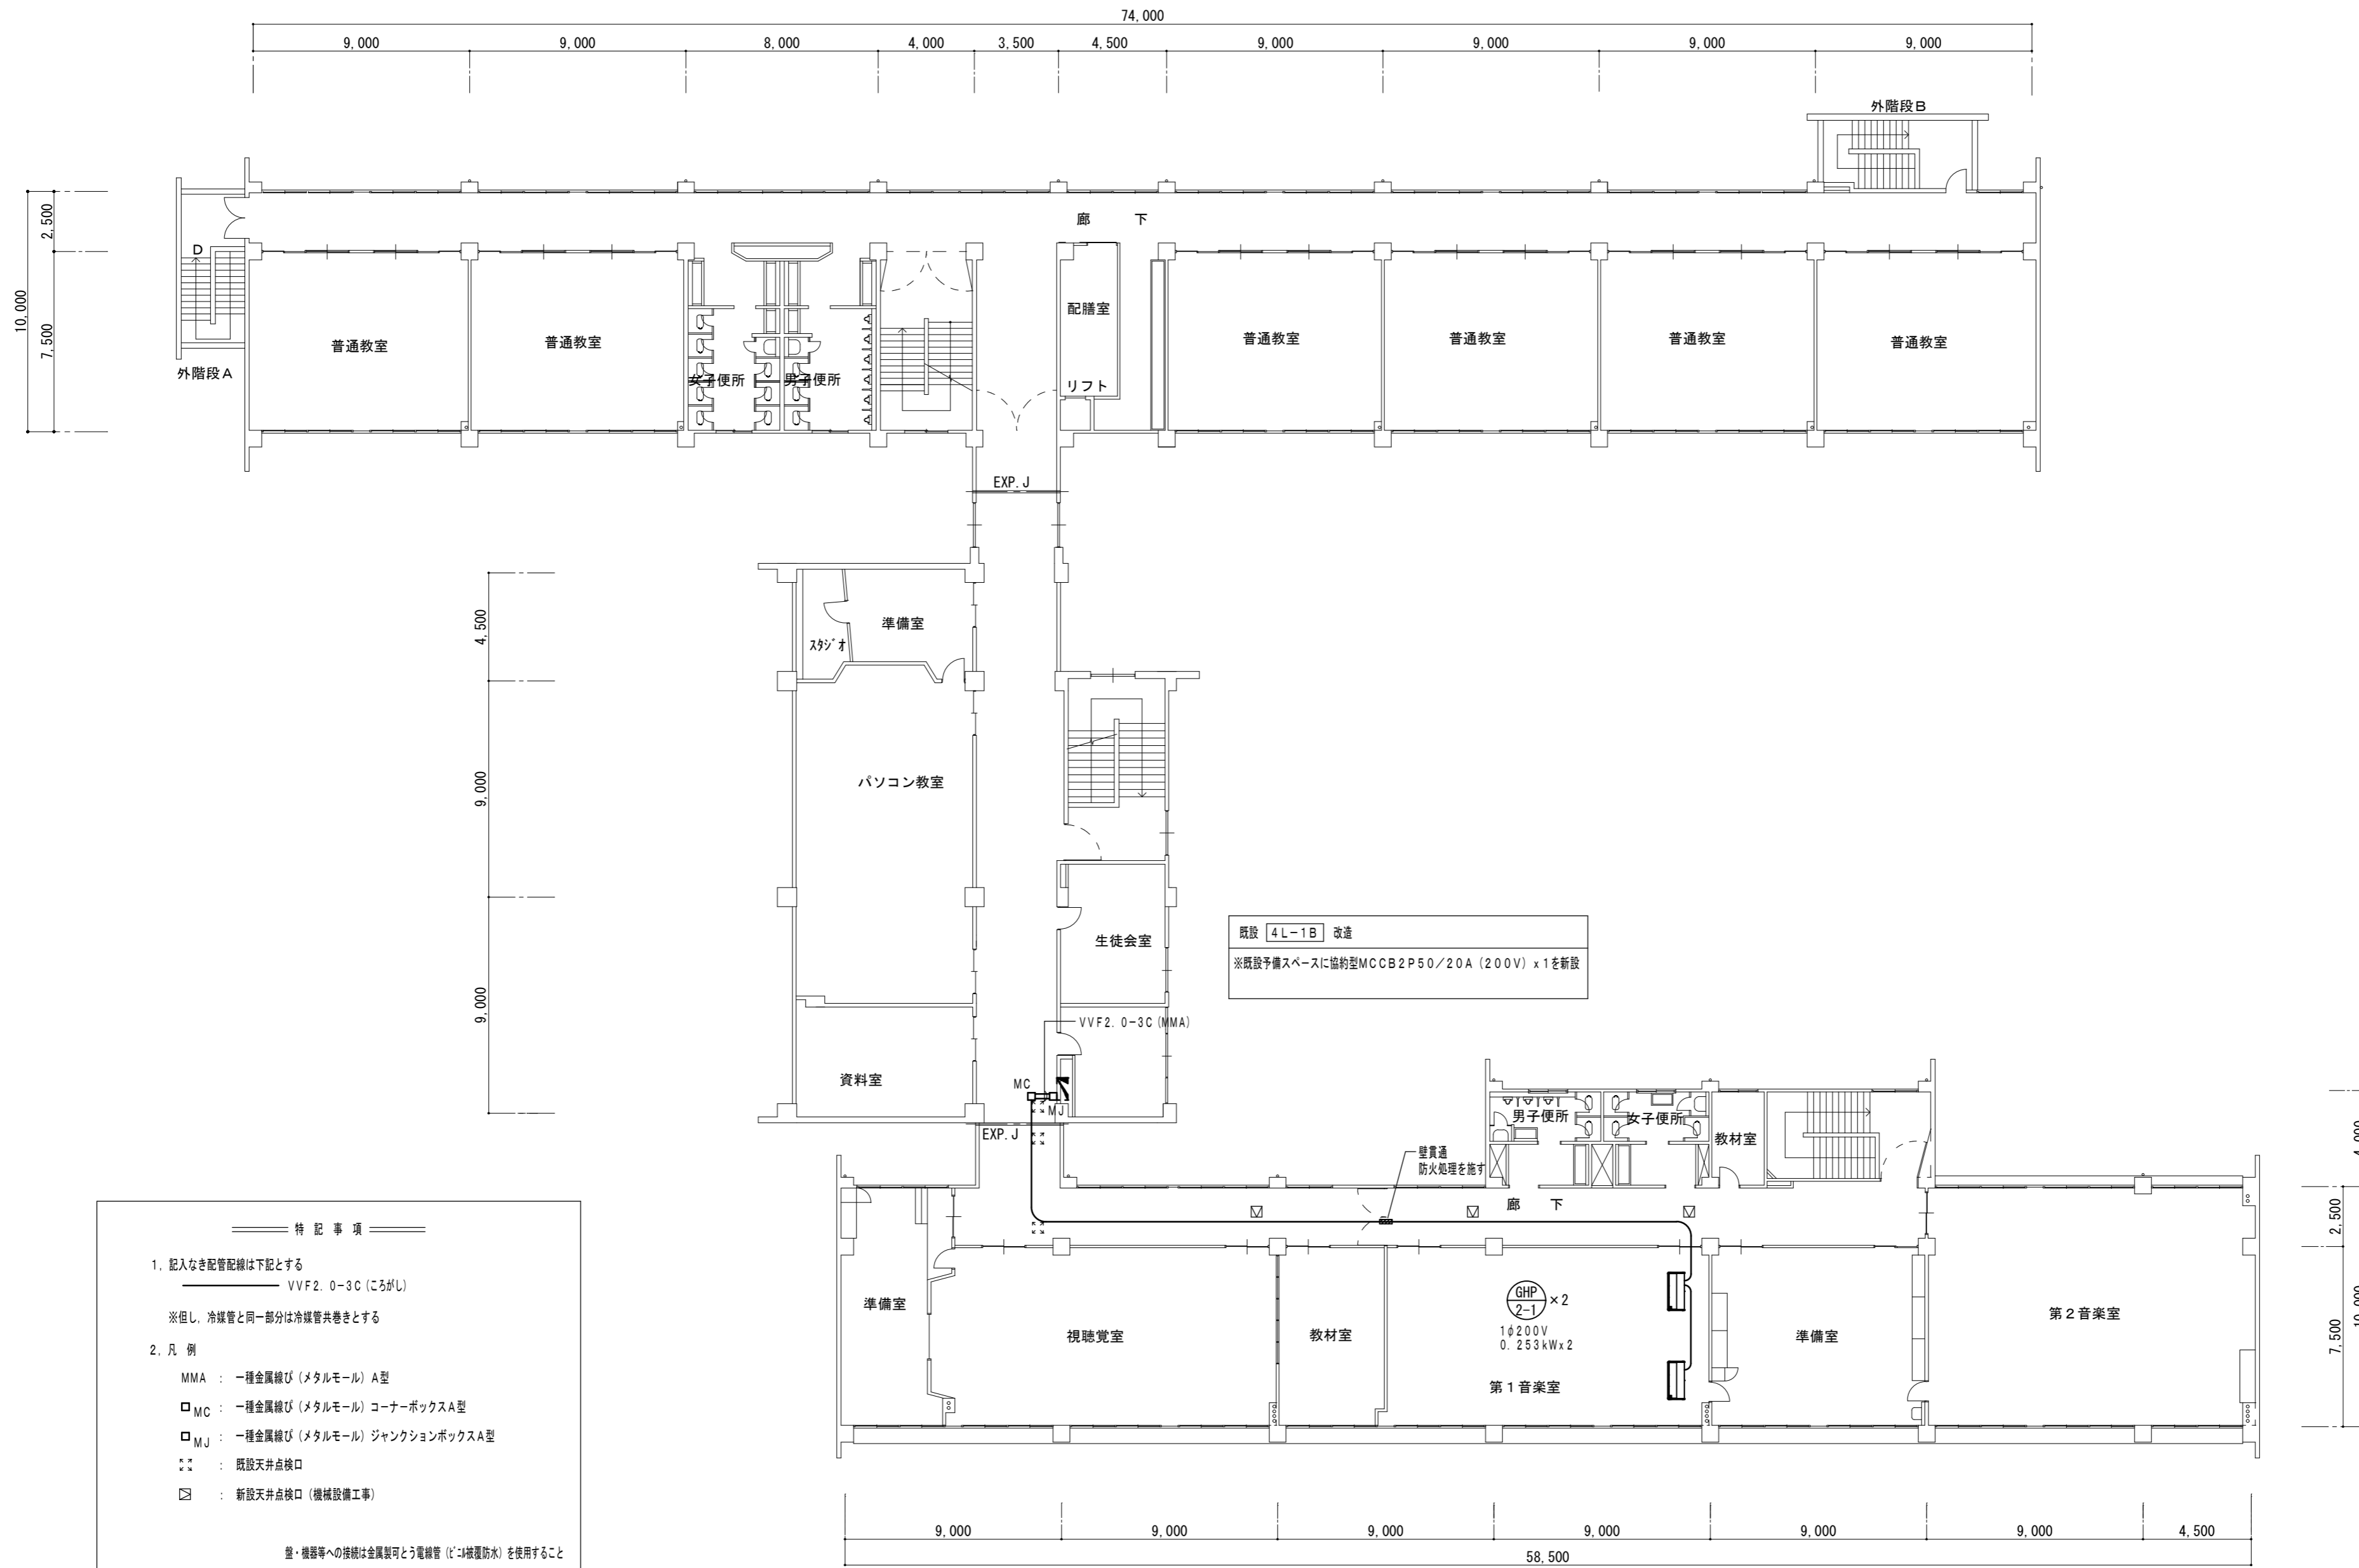 74,000
9,000 9,000 8,000 4,000 3,500 4,500 9,000 9,000 9,000 9,000
外階段B
10,000
2,500
7,500
廊 下
D
外階段A
普通教室
普通教室
女子便所
男子便所
配膳室
リフト
普通教室
普通教室
普通教室
普通教室
EXP.J
4,500
9,000
9,000
スタジオ
準備室
パソコン教室
生徒会室
資料室
既設 4L-1B 改造
※既設予備スペースに協約型MCCB2P50/20A(200V)x1を新設
VVF2.0-3C(MMA)
MC
MJ
EXP.J
壁貫通
防火処理を施す
男子便所
女子便所
教材室
廊 下
準備室
視聴覚室
教材室
GHP
2-1
×2
1φ200V
0.253kWx2
第1音楽室
準備室
第2音楽室
4,000
2,500
7,500
10,000
9,000 9,000 9,000 9,000 9,000 9,000 4,500
58,500
特 記 事 項
1, 記入なき配管配線は下記とする
VVF2.0-3C(ころがし)
※但し、冷媒管と同一部分は冷媒管共巻きとする
2, 凡 例
MMA : 一種金属線ぴ(メタルモール)A型
MC : 一種金属線ぴ(メタルモール)コーナーボックスA型
MJ : 一種金属線ぴ(メタルモール)ジャンクションボックスA型
: 既設天井点検口
: 新設天井点検口(機械設備工事)
盤・機器等への接続は金属製可とう電線管(ビニル被覆防水)を使用すること